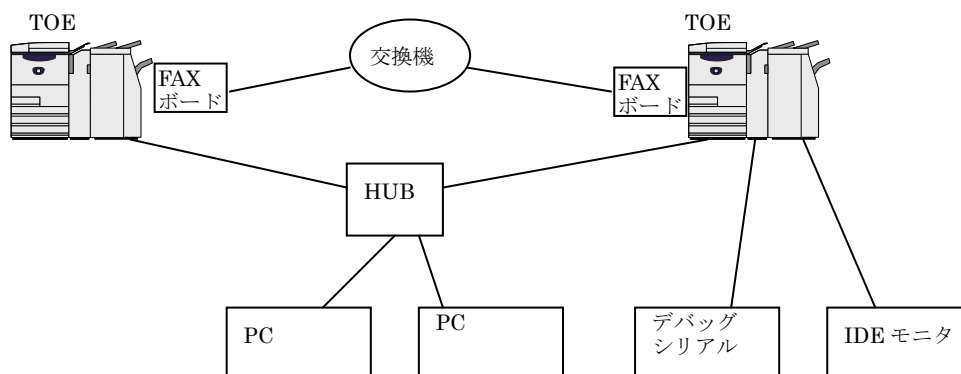 TOE
TOE
交換機
FAX
ボード
FAX
ボード
HUB
PC
PC
デバッグ
シリアル
IDE モニタ